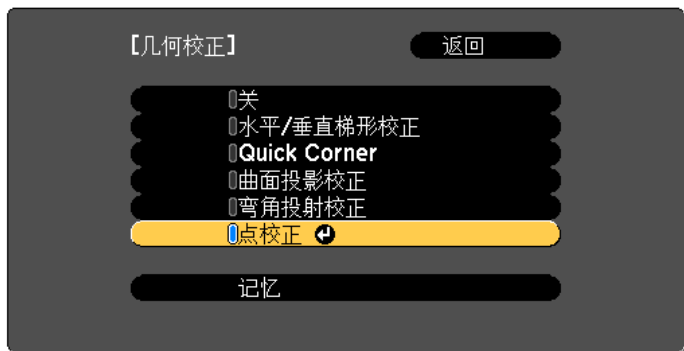 【几何校正】 返回
关
水平/垂直梯形校正
Quick Corner
曲面投影校正
弯角投射校正
点校正
记忆